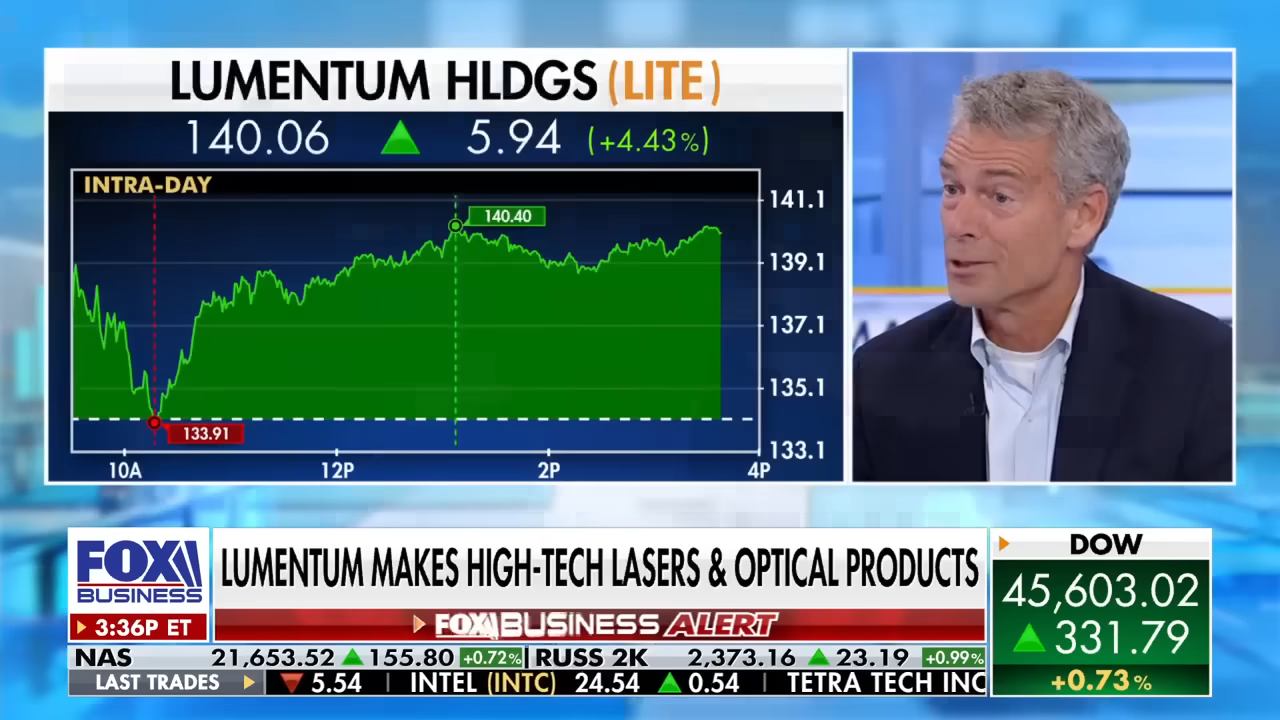 LUMENTUM HLDGS (LITE)
140.06 ▲ 5.94 (+4.43%)
INTRA-DAY
141.1
140.40
139.1
137.1
135.1
133.91
133.1
10A 12P 2P 4P
FOX BUSINESS
3:36P ET
LUMENTUM MAKES HIGH-TECH LASERS & OPTICAL PRODUCTS
FOX BUSINESS ALERT
DOW
45,603.02
▲ 331.79
+0.73%
NAS 21,653.52 ▲ 155.80 +0.72% RUSS 2K 2,373.16 ▲ 23.19 +0.99%
LAST TRADES ▼ 5.54 | INTEL (INTC) 24.54 ▲ 0.54 | TETRA TECH INC